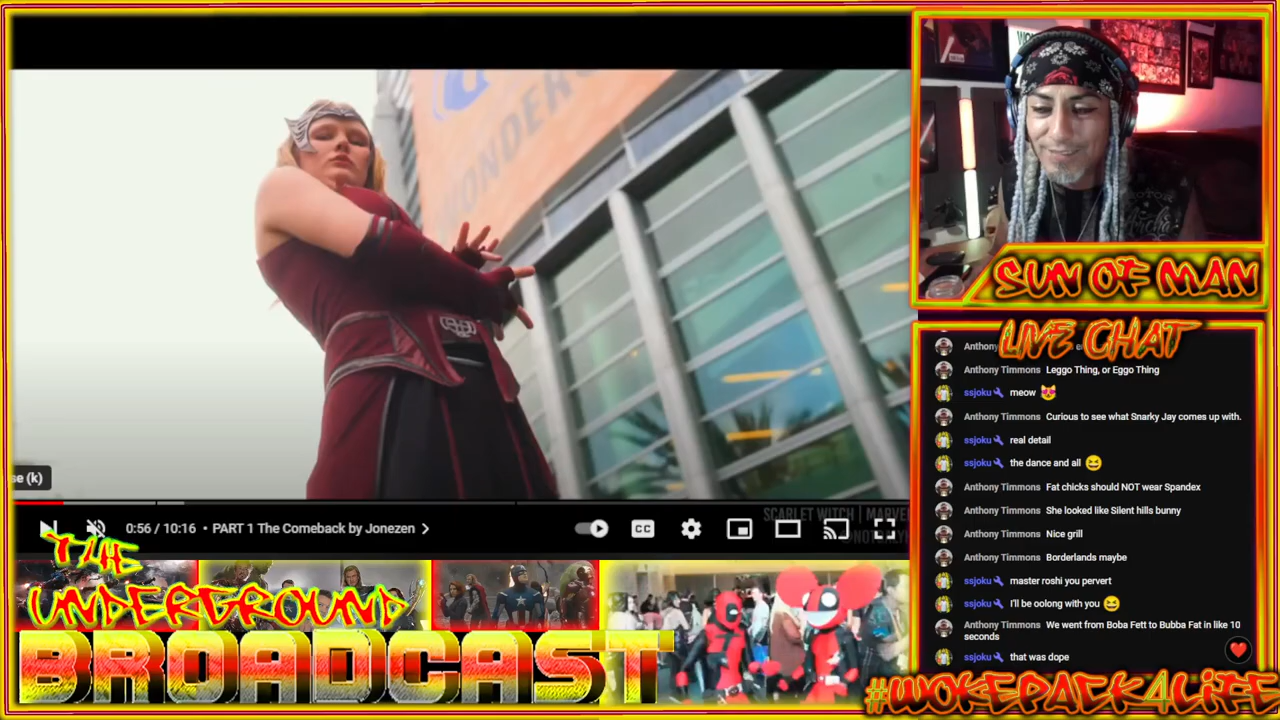 WONDER
se (k)
0:56 / 10:16 • PART 1 The Comeback by Jonezen
CC
SCARLET WITCH | MARVEL
THE
UNDERGROUND
BROADCAST
SUN OF MAN
LIVE CHAT
Anthony
Anthony Timmons Leggo Thing, or Eggo Thing
ssjoku meow
Anthony Timmons Curious to see what Snarky Jay comes up with.
ssjoku real detail
ssjoku the dance and all
Anthony Timmons Fat chicks should NOT wear Spandex
Anthony Timmons She looked like Silent hills bunny
Anthony Timmons Nice grill
Anthony Timmons Borderlands maybe
ssjoku master roshi you pervert
ssjoku I'll be oolong with you
Anthony Timmons We went from Boba Fett to Bubba Fat in like 10
seconds
ssjoku that was dope
#WOKEPACK4LIFE